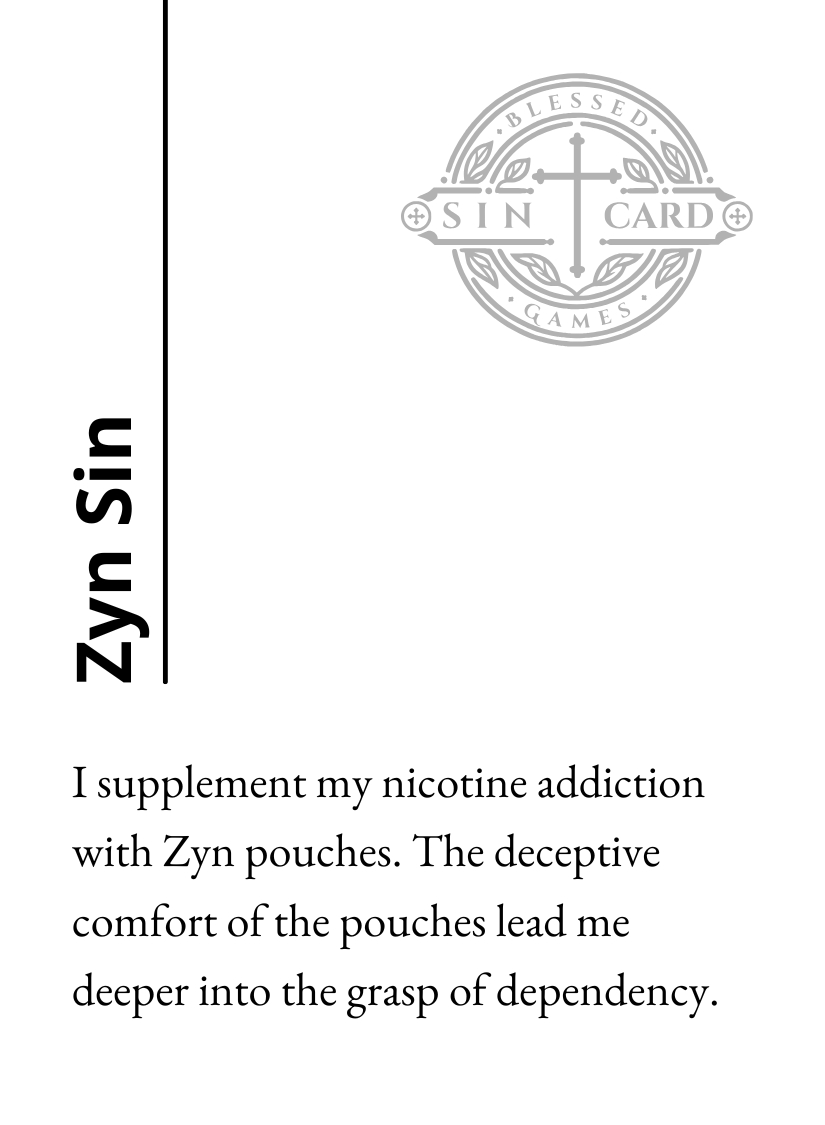 BLESSED
SIN CARD
GAMES
Zyn Sin
I supplement my nicotine addiction
with Zyn pouches. The deceptive
comfort of the pouches lead me
deeper into the grasp of dependency.